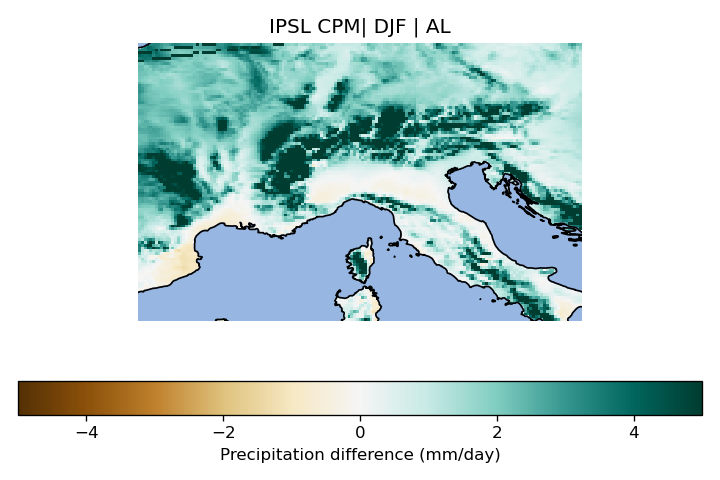 IPSL CPM| DJF | AL
−4 −2 0 2 4
Precipitation difference (mm/day)